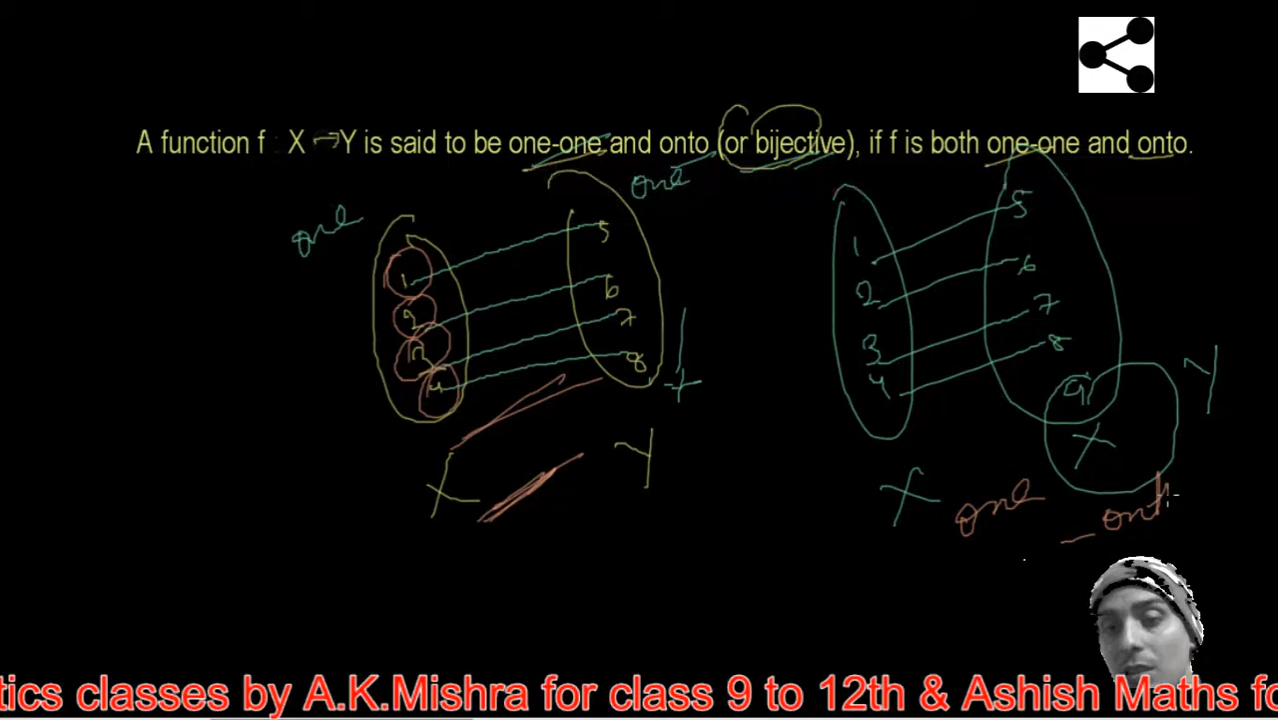 A function f : X → Y is said to be one-one and onto (or bijective), if f is both one-one and onto.
one
one
1 5
2 6
3 7
4 8
X Y
1 5
2 6
3 7
4 8
9
X Y
one onto
tics classes by A.K.Mishra for class 9 to 12th & Ashish Maths fo